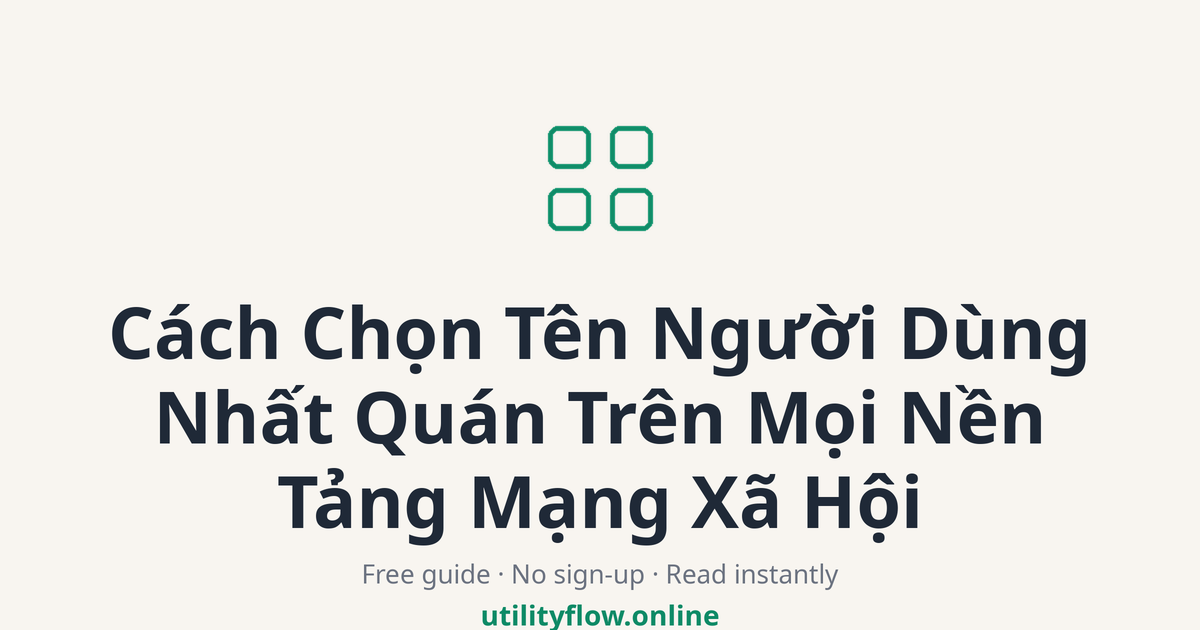 Cách Chọn Tên Người Dùng
Nhất Quán Trên Mọi Nền
Tảng Mạng Xã Hội
Free guide · No sign-up · Read instantly
utilityflow.online